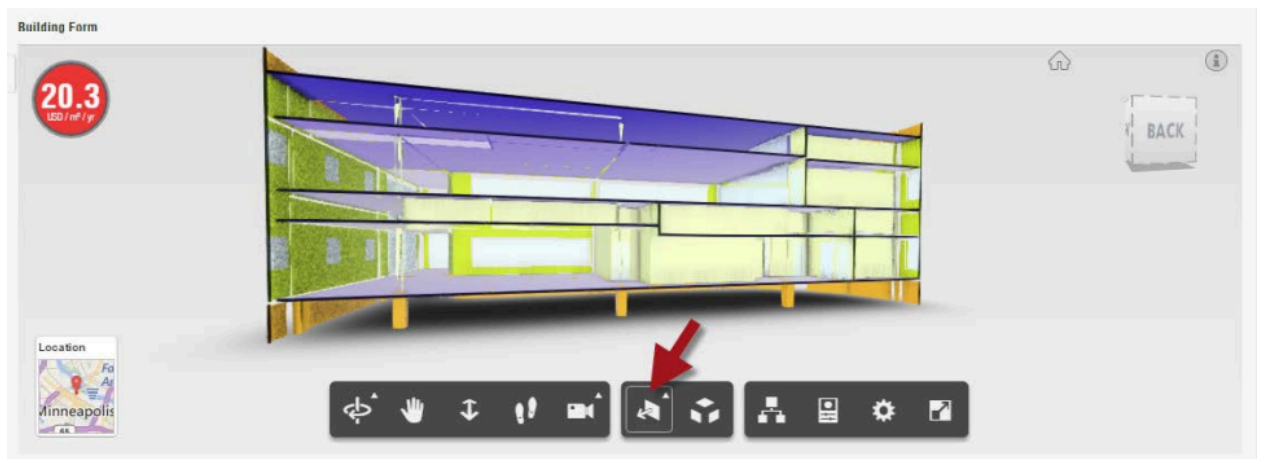 Building Form
20.3
USD / m² / yr
BACK
Location
Minneapolis